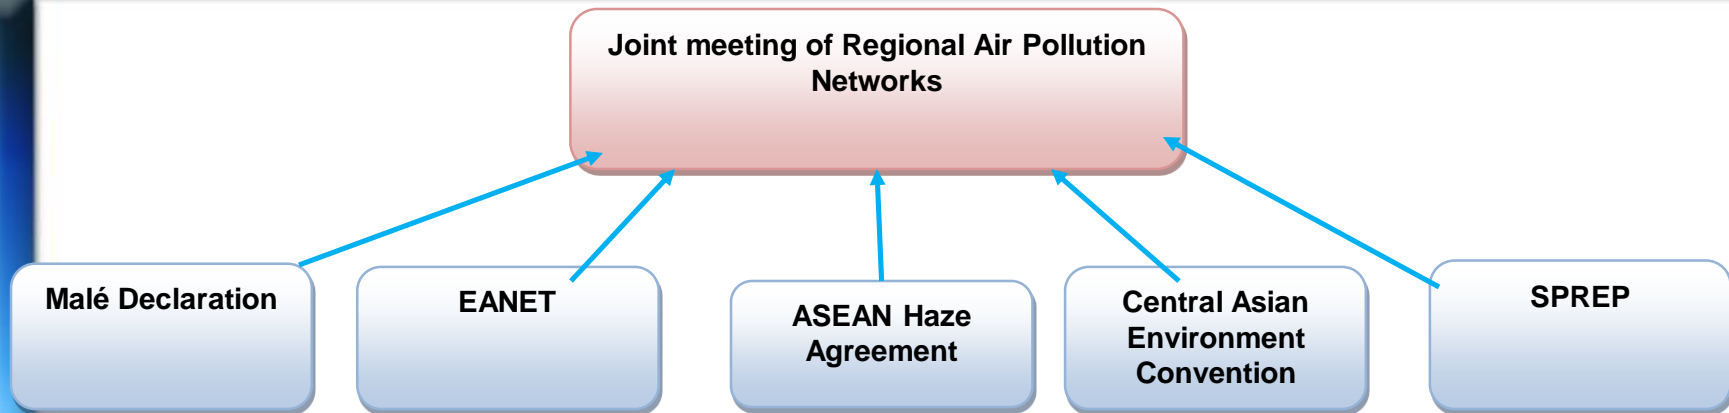 Joint meeting of Regional Air Pollution
Networks
Malé Declaration
EANET
ASEAN Haze
Agreement
Central Asian
Environment
Convention
SPREP